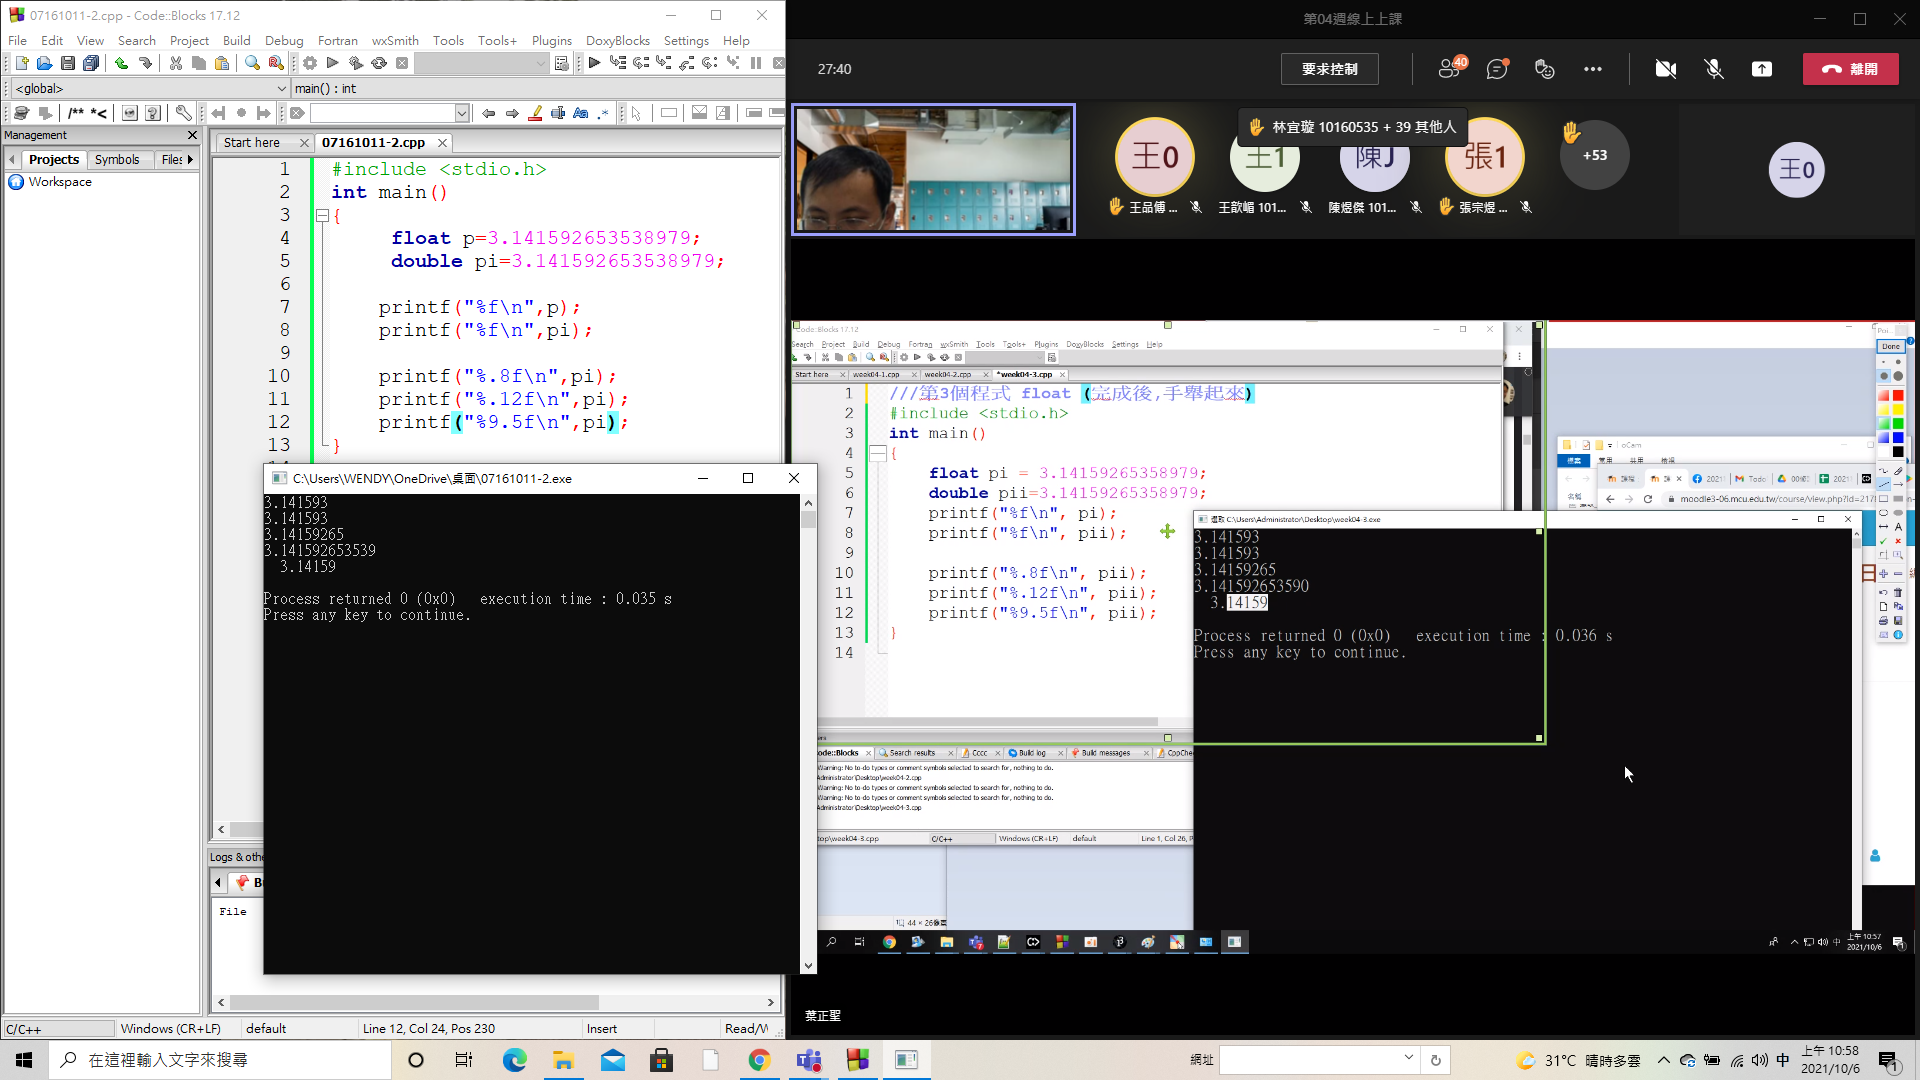 07161011-2.cpp - Code::Blocks 17.12
File Edit View Search Project Build Debug Fortran wxSmith Tools Tools+ Plugins DoxyBlocks Settings Help
<global> main() : int
Management
Projects Symbols Files
Workspace
Start here 07161011-2.cpp
1 #include <stdio.h>
2 int main()
3 {
4 float p=3.141592653538979;
5 double pi=3.141592653538979;
6
7 printf("%f\n",p);
8 printf("%f\n",pi);
9
10 printf("%.8f\n",pi);
11 printf("%.12f\n",pi);
12 printf("%9.5f\n",pi);
13 }
C:\Users\WENDY\OneDrive\桌面\07161011-2.exe
3.141593
3.141593
3.14159265
3.141592653539
3.14159
Process returned 0 (0x0) execution time : 0.035 s
Press any key to continue.
Logs & othe
File
C/C++ Windows (CR+LF) default Line 12, Col 24, Pos 230 Insert Read/W
第04週線上上課
27:40 要求控制 40 離開
林宜璇 10160535 + 39 其他人
王0 王1 陳J 張1 +53 王0
王品傅 ... 王歆嵋 101... 陳煜傑 101... 張宗煜 ...
Code::Blocks 17.12
Search Project Build Debug Fortran wxSmith Tools Tools+ Plugins DoxyBlocks Settings Help
Start here week04-1.cpp week04-2.cpp *week04-3.cpp
1 ///第3個程式 float (完成後,手舉起來)
2 #include <stdio.h>
3 int main()
4 {
5 float pi = 3.14159265358979;
6 double pii=3.14159265358979;
7 printf("%f\n", pi);
8 printf("%f\n", pii);
9
10 printf("%.8f\n", pii);
11 printf("%.12f\n", pii);
12 printf("%9.5f\n", pii);
13 }
14
選取 C:\Users\Administrator\Desktop\week04-3.exe
3.141593
3.141593
3.14159265
3.141592653590
3.14159
Process returned 0 (0x0) execution time : 0.036 s
Press any key to continue.
Done
oCam
moodle3-06.mcu.edu.tw/course/view.php?id=217
ode::Blocks Search results Cccc Build log Build messages CppChe
Warning: No to-do types or comment symbols selected to search for, nothing to do.
Administrator\Desktop\week04-2.cpp
Warning: No to-do types or comment symbols selected to search for, nothing to do.
Warning: No to-do types or comment symbols selected to search for, nothing to do.
Administrator\Desktop\week04-3.cpp
top\week04-3.cpp C/C++ Windows (CR+LF) default Line 1, Col 26, P
上午 10:57
2021/10/6
葉正聖
在這裡輸入文字來搜尋
網址
31°C 晴時多雲
中
上午 10:58
2021/10/6